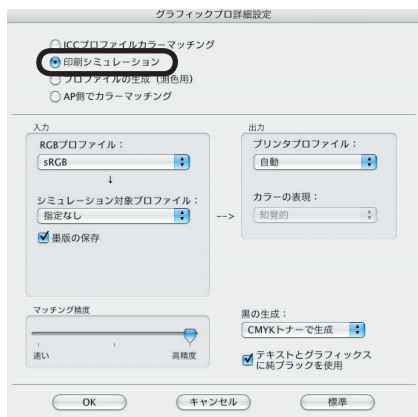 グラフィックプロ詳細設定
ICCプロファイルカラーマッチング
印刷シミュレーション
プロファイルの生成（測色用）
AP側でカラーマッチング
入力
RGBプロファイル：
sRGB
↓
シミュレーション対象プロファイル：
指定なし
墨版の保存
-->
出力
プリンタプロファイル：
自動
カラーの表現：
知覚的
マッチング精度
速い
高精度
黒の生成：
CMYKトナーで生成
テキストとグラフィックス
に純ブラックを使用
OK
キャンセル
標準